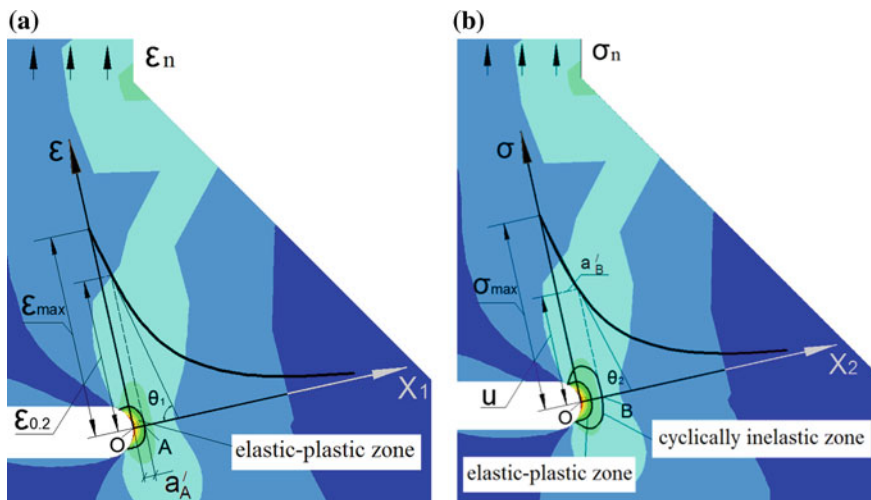 (a)
εn
ε
εmax
ε0.2
θ1
X1
O
A
a′A
elastic-plastic zone
(b)
σn
σ
a′B
σmax
θ2
X2
u
O
B
cyclically inelastic zone
elastic-plastic zone